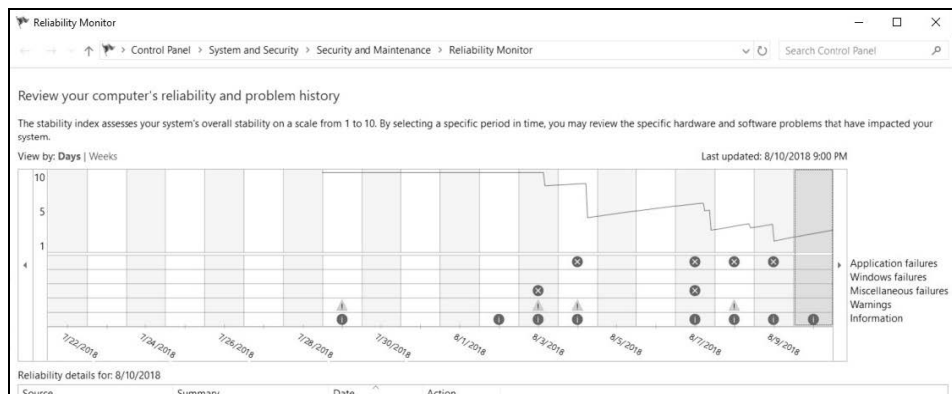 Reliability Monitor
Control Panel > System and Security > Security and Maintenance > Reliability Monitor
Search Control Panel
Review your computer's reliability and problem history
The stability index assesses your system's overall stability on a scale from 1 to 10. By selecting a specific period in time, you may review the specific hardware and software problems that have impacted your
system.
View by: Days | Weeks
Last updated: 8/10/2018 9:00 PM
10
5
1
Application failures
Windows failures
Miscellaneous failures
Warnings
Information
7/22/2018 7/24/2018 7/26/2018 7/28/2018 7/30/2018 8/1/2018 8/3/2018 8/5/2018 8/7/2018 8/9/2018
Reliability details for: 8/10/2018
Source Summary Date Action